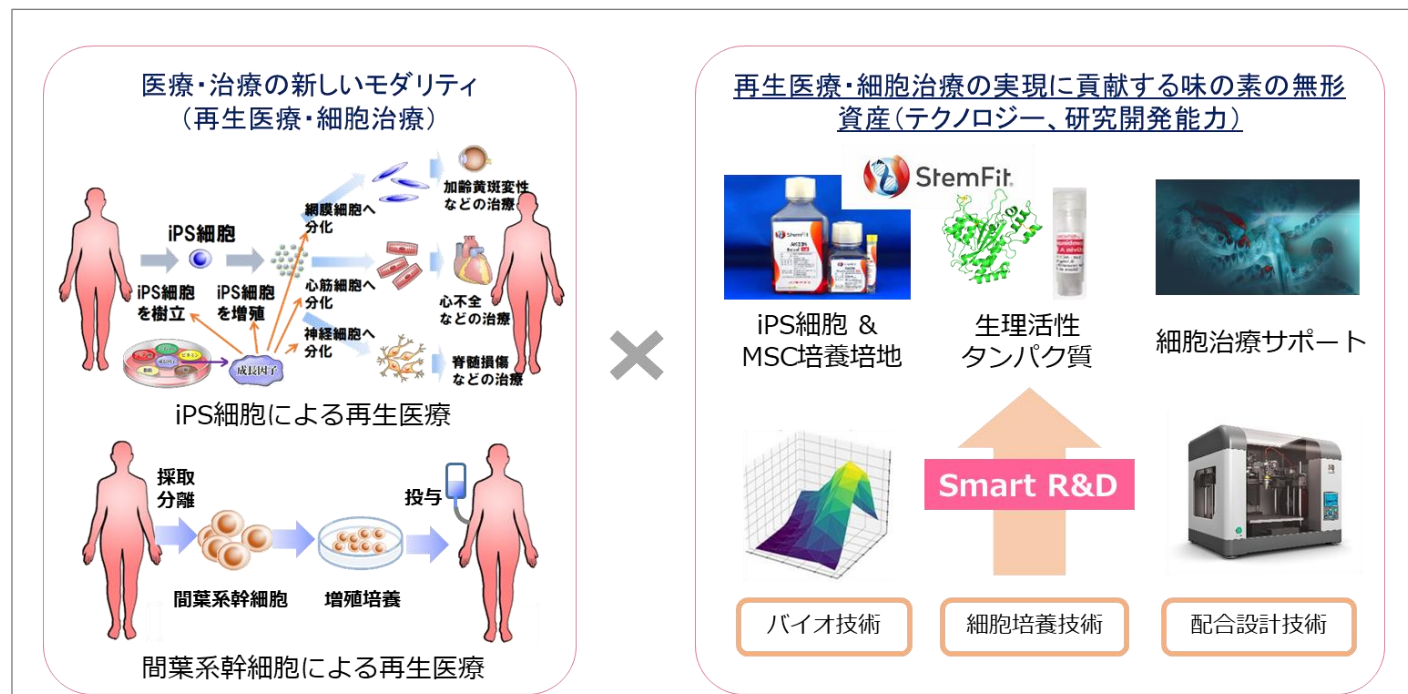 医療・治療の新しいモダリティ
（再生医療・細胞治療）
網膜細胞へ
分化
加齢黄斑変性
などの治療
iPS細胞
iPS細胞
を樹立
iPS細胞
を増殖
心筋細胞へ
分化
心不全
などの治療
神経細胞へ
分化
脊髄損傷
などの治療
成長因子
iPS細胞による再生医療
採取
分離
投与
間葉系幹細胞
増殖培養
間葉系幹細胞による再生医療
×
再生医療・細胞治療の実現に貢献する味の素の無形
資産（テクノロジー、研究開発能力）
StemFit®
StemFit
iPS細胞 &
MSC培養培地
生理活性
タンパク質
細胞治療サポート
Smart R&D
バイオ技術
細胞培養技術
配合設計技術